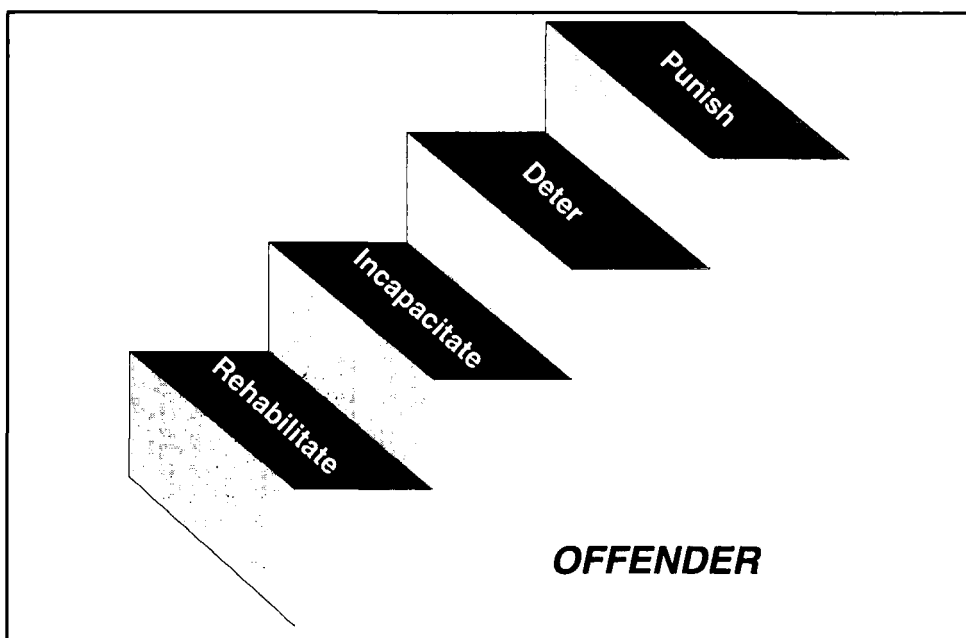 Punish
Deter
Incapacitate
Rehabilitate
OFFENDER